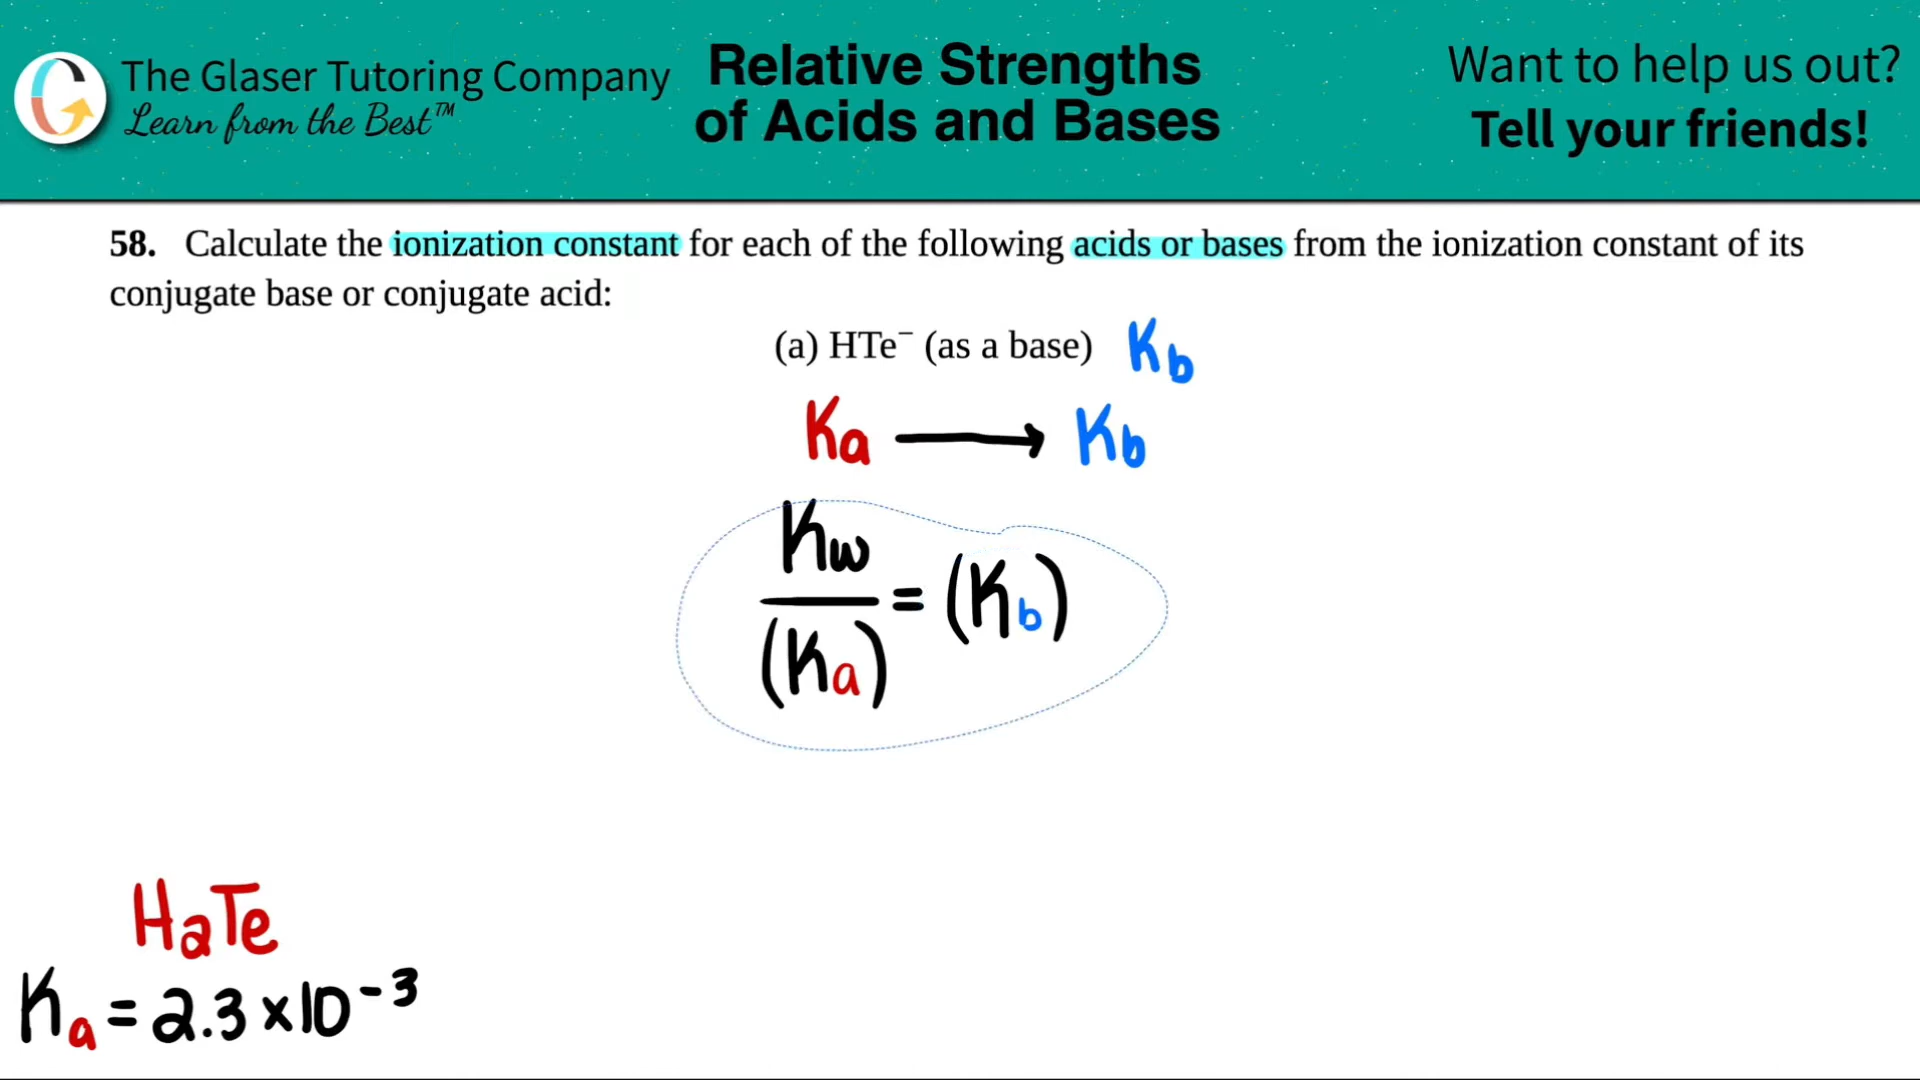 The Glaser Tutoring Company
Learn from the Best™
Relative Strengths
of Acids and Bases
Want to help us out?
Tell your friends!
58. Calculate the ionization constant for each of the following acids or bases from the ionization constant of its
conjugate base or conjugate acid:
(a) HTe⁻ (as a base) Kb
Ka → Kb
Kw
= (Kb)
(Ka)
H₂Te
Ka = 2.3 x 10⁻³